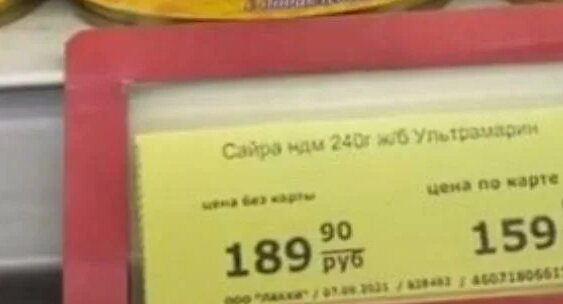 Сайра ндм 240г ж/б Ультрамарин
цена без карты
цена по карте
189 90 руб
159